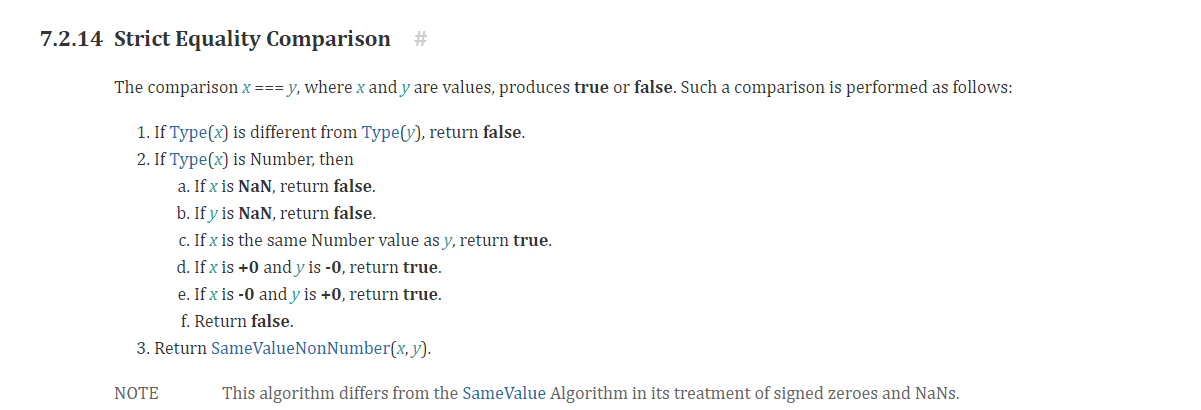 7.2.14 Strict Equality Comparison #
The comparison x === y, where x and y are values, produces true or false. Such a comparison is performed as follows:
1. If Type(x) is different from Type(y), return false.
2. If Type(x) is Number, then
a. If x is NaN, return false.
b. If y is NaN, return false.
c. If x is the same Number value as y, return true.
d. If x is +0 and y is -0, return true.
e. If x is -0 and y is +0, return true.
f. Return false.
3. Return SameValueNonNumber(x, y).
NOTE This algorithm differs from the SameValue Algorithm in its treatment of signed zeroes and NaNs.